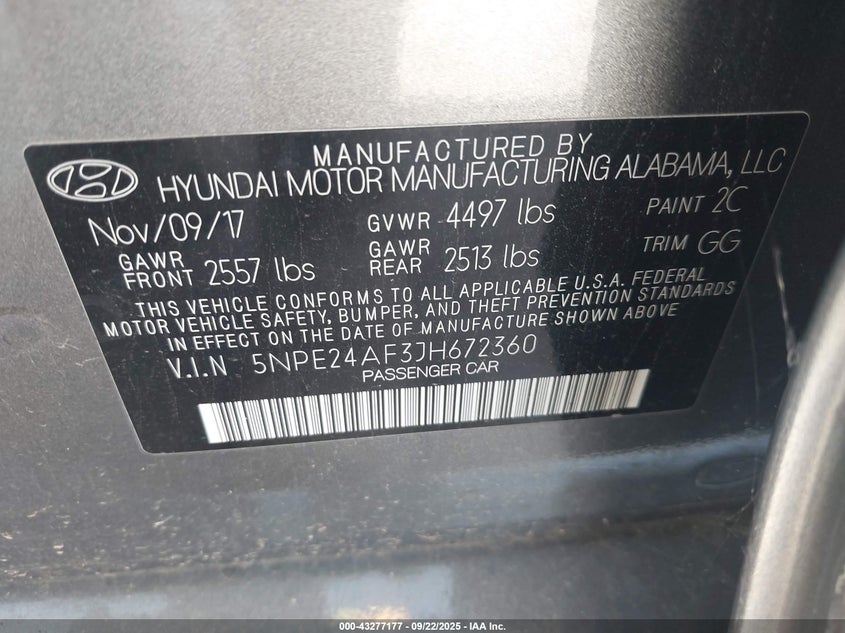 MANUFACTURED BY
HYUNDAI MOTOR MANUFACTURING ALABAMA, LLC
Nov/09/17 GVWR 4497 lbs PAINT 2C
GAWR FRONT 2557 lbs GAWR REAR 2513 lbs TRIM GG
THIS VEHICLE CONFORMS TO ALL APPLICABLE U.S.A. FEDERAL
MOTOR VEHICLE SAFETY, BUMPER, AND THEFT PREVENTION STANDARDS
IN EFFECT ON THE DATE OF MANUFACTURE SHOWN ABOVE
V.I.N 5NPE24AF3JH672360
PASSENGER CAR
000-43277177 - 09/22/2025 - IAA Inc.